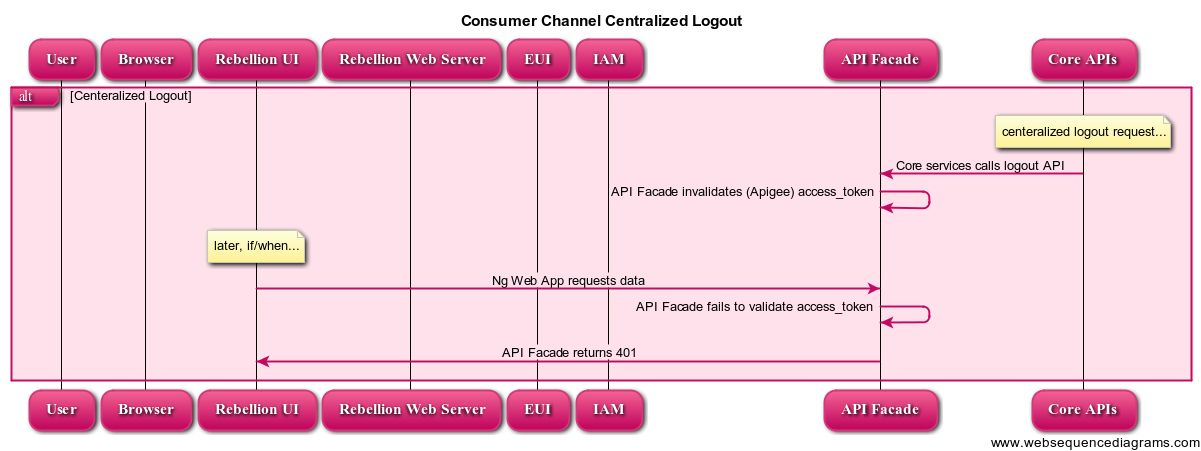 Consumer Channel Centralized Logout
User Browser Rebellion UI Rebellion Web Server EUI IAM API Facade Core APIs
alt [Centeralized Logout]
centeralized logout request...
Core services calls logout API
API Facade invalidates (Apigee) access_token
later, if/when...
Ng Web App requests data
API Facade fails to validate access_token
API Facade returns 401
User Browser Rebellion UI Rebellion Web Server EUI IAM API Facade Core APIs
www.websequencediagrams.com